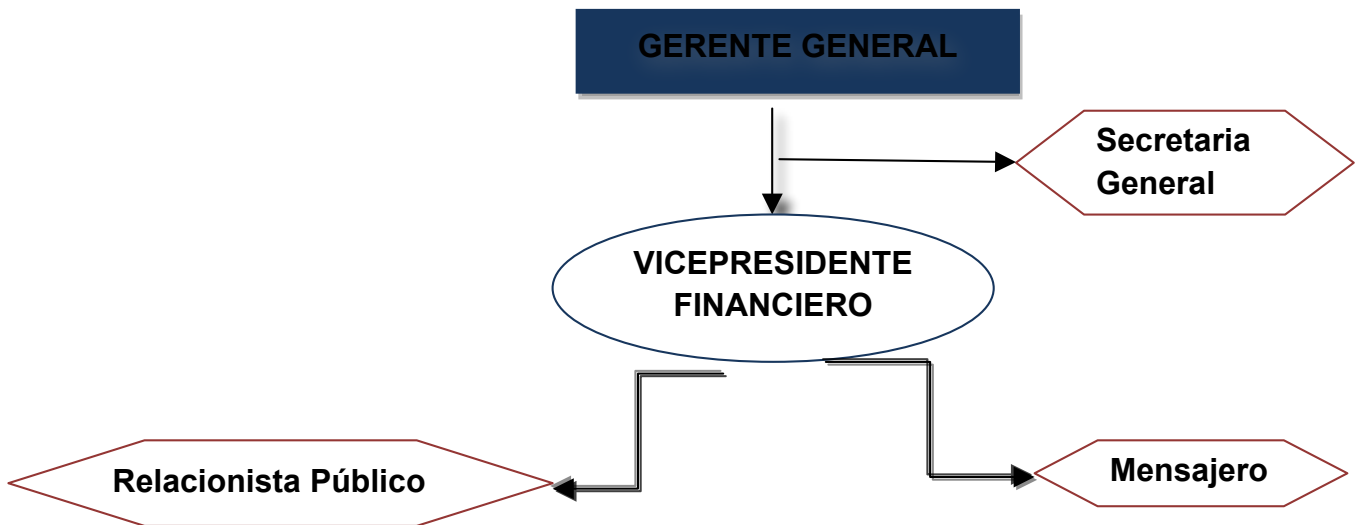 GERENTE GENERAL
Secretaria
General
VICEPRESIDENTE
FINANCIERO
Relacionista Público
Mensajero